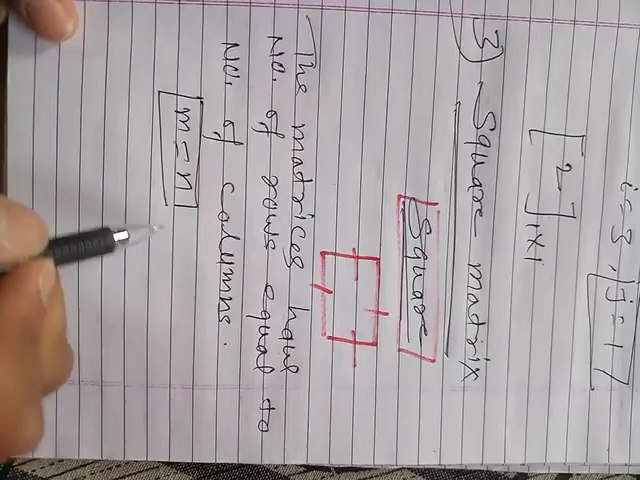 i = 3, j = 1
[2]1×1
3) Square matrix
Square
The matrices have
No. of rows equal to
No. of columns.
m = n